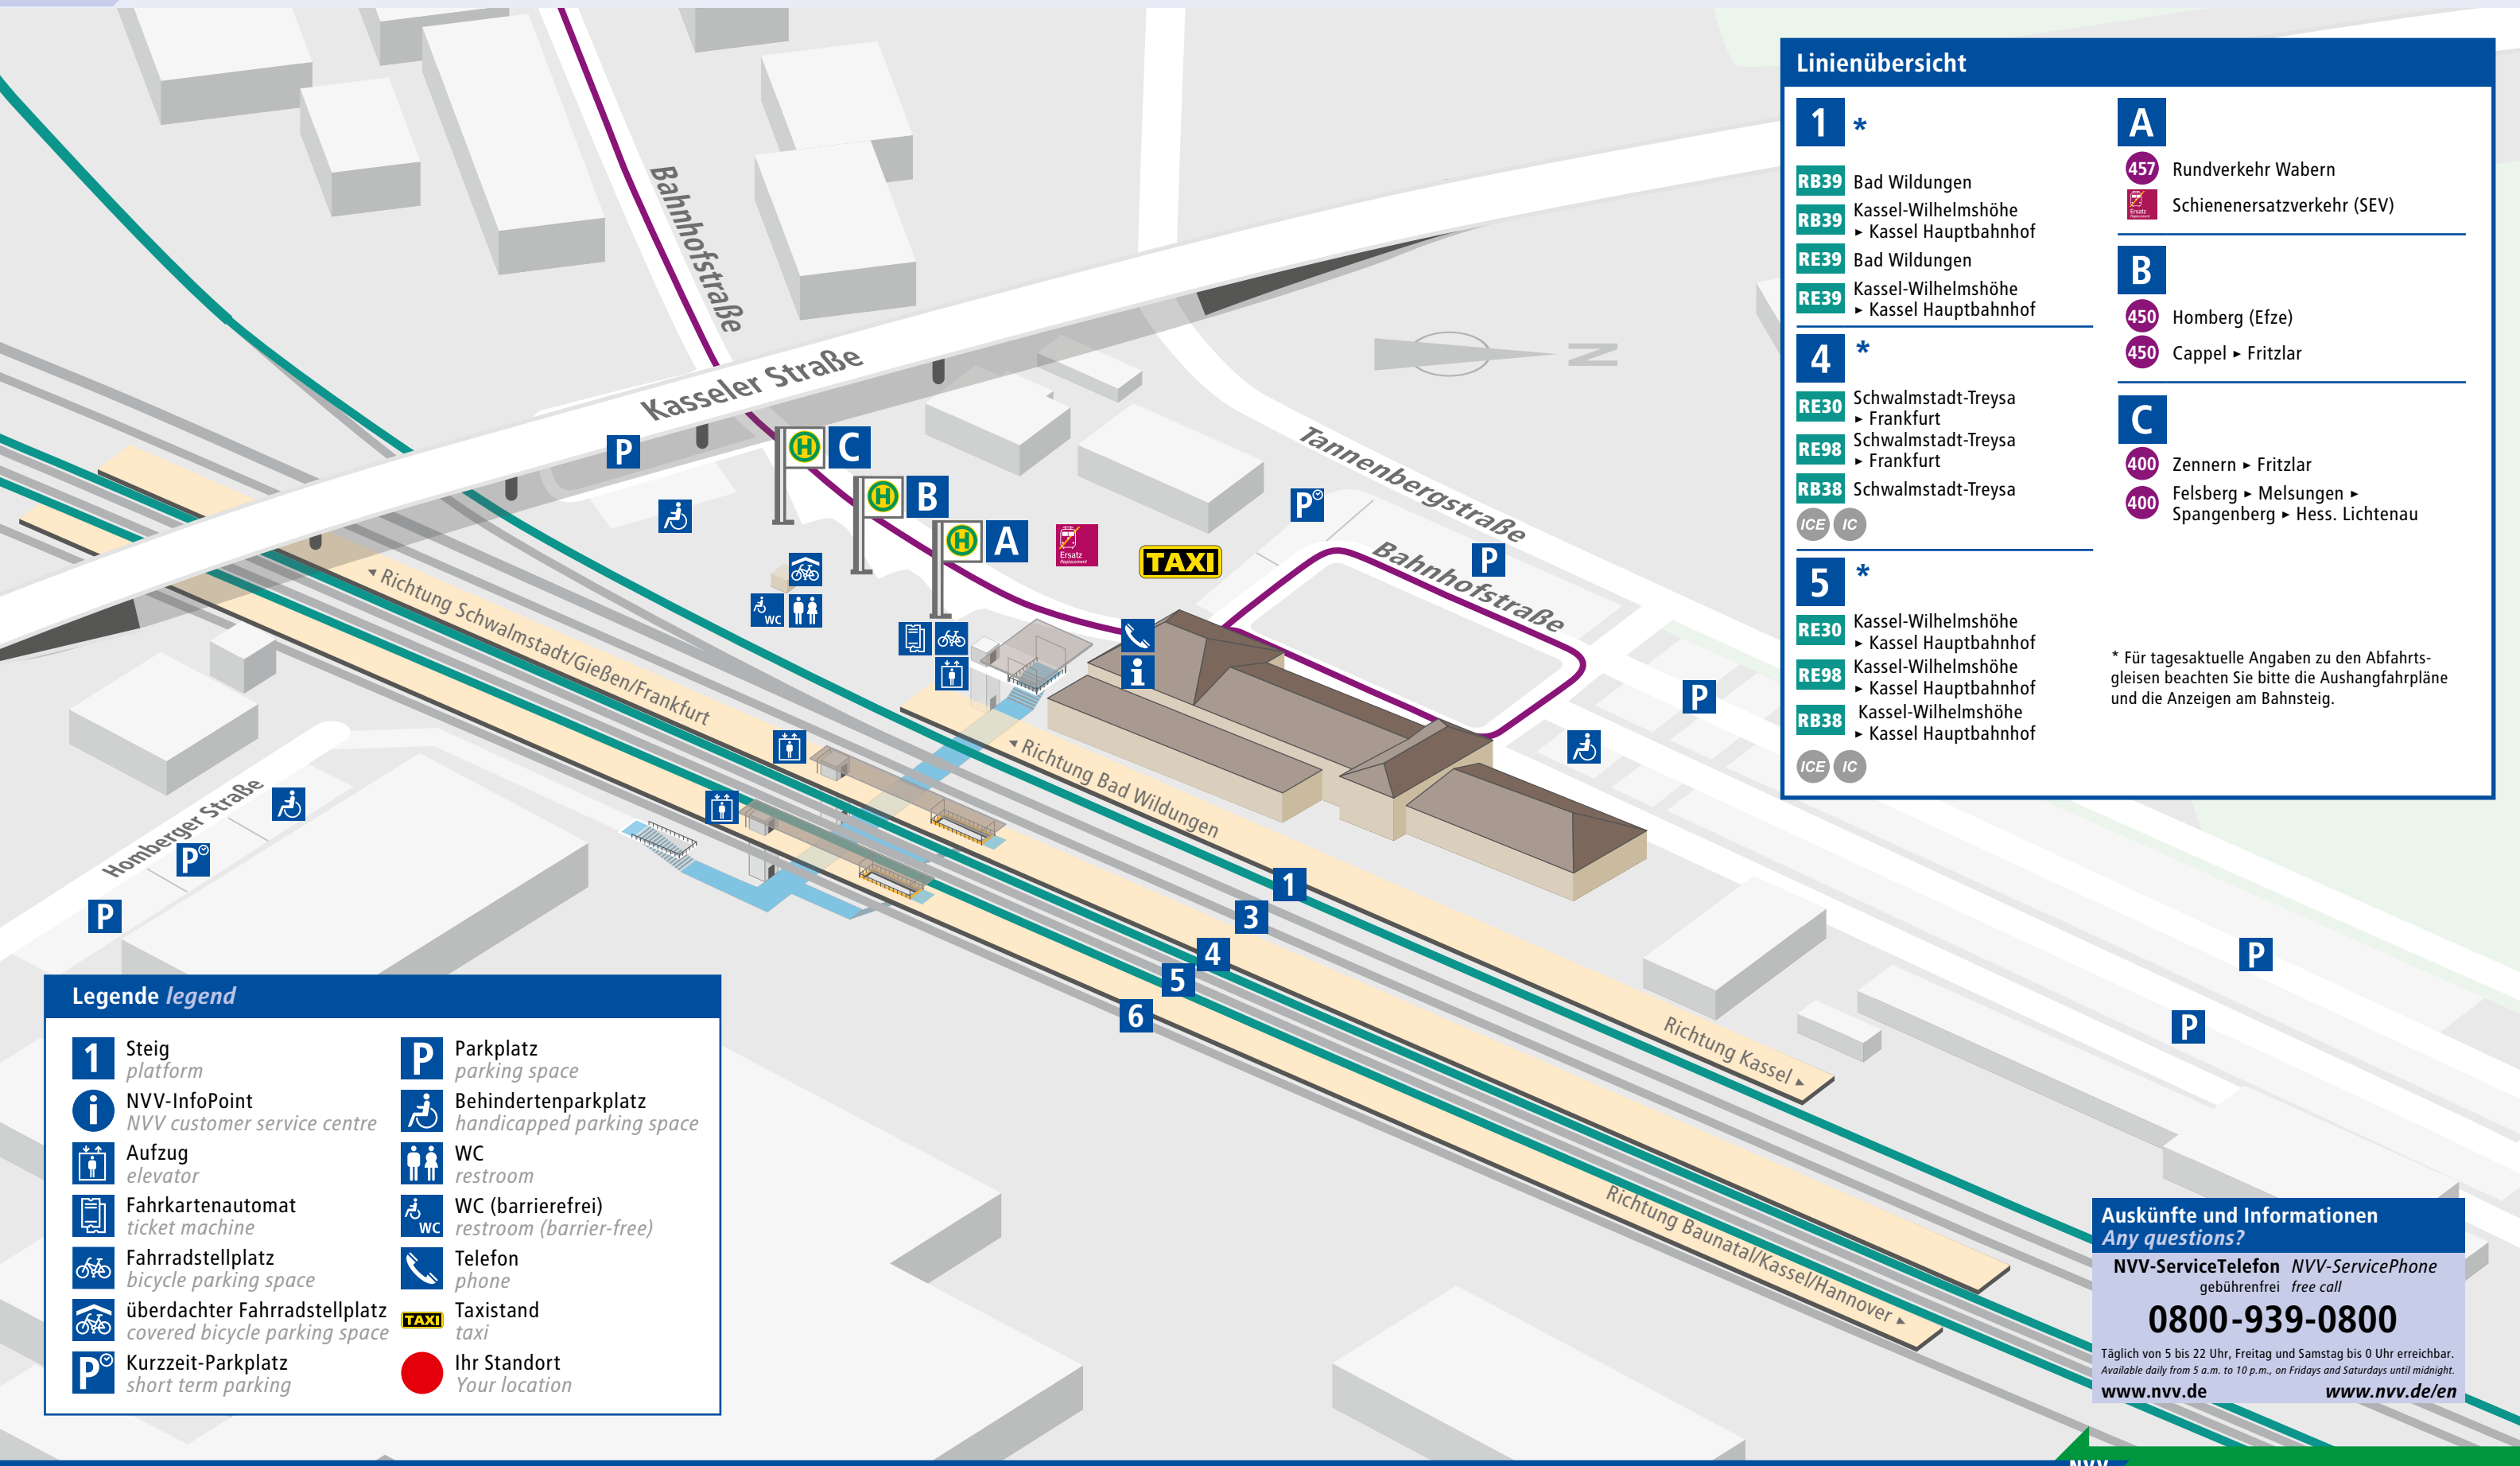 Linienübersicht
1 *
RB39 Bad Wildungen
RB39 Kassel-Wilhelmshöhe
▸ Kassel Hauptbahnhof
RE39 Bad Wildungen
RE39 Kassel-Wilhelmshöhe
▸ Kassel Hauptbahnhof
4 *
RE30 Schwalmstadt-Treysa
▸ Frankfurt
RE98 Schwalmstadt-Treysa
▸ Frankfurt
RB38 Schwalmstadt-Treysa
ICE IC
5 *
RE30 Kassel-Wilhelmshöhe
▸ Kassel Hauptbahnhof
RE98 Kassel-Wilhelmshöhe
▸ Kassel Hauptbahnhof
RB38 Kassel-Wilhelmshöhe
▸ Kassel Hauptbahnhof
ICE IC
A
457 Rundverkehr Wabern
Ersatz
Replacement
Schienenersatzverkehr (SEV)
B
450 Homberg (Efze)
450 Cappel ▸ Fritzlar
C
400 Zennern ▸ Fritzlar
400 Felsberg ▸ Melsungen ▸
Spangenberg ▸ Hess. Lichtenau
* Für tagesaktuelle Angaben zu den Abfahrts-
gleisen beachten Sie bitte die Aushangfahrpläne
und die Anzeigen am Bahnsteig.
Bahnhofstraße
Kasseler Straße
N
P
H C
H B
H A
Ersatz
Replacement
TAXI
P
Tannenbergstraße
Bahnhofstraße
P
WC
i
P
◂ Richtung Schwalmstadt/Gießen/Frankfurt
◂ Richtung Bad Wildungen
Homberger Straße
P
P
1
3
4
5
6
P
P
Richtung Kassel ▸
Richtung Baunatal/Kassel/Hannover ▸
Legende legend
1 Steig
platform
i NVV-InfoPoint
NVV customer service centre
Aufzug
elevator
Fahrkartenautomat
ticket machine
Fahrradstellplatz
bicycle parking space
überdachter Fahrradstellplatz
covered bicycle parking space
P Kurzzeit-Parkplatz
short term parking
P Parkplatz
parking space
Behindertenparkplatz
handicapped parking space
WC
restroom
WC WC (barrierefrei)
restroom (barrier-free)
Telefon
phone
TAXI Taxistand
taxi
Ihr Standort
Your location
Auskünfte und Informationen
Any questions?
NVV-ServiceTelefon NVV-ServicePhone
gebührenfrei free call
0800-939-0800
Täglich von 5 bis 22 Uhr, Freitag und Samstag bis 0 Uhr erreichbar.
Available daily from 5 a.m. to 10 p.m., on Fridays and Saturdays until midnight.
www.nvv.de www.nvv.de/en
NVV